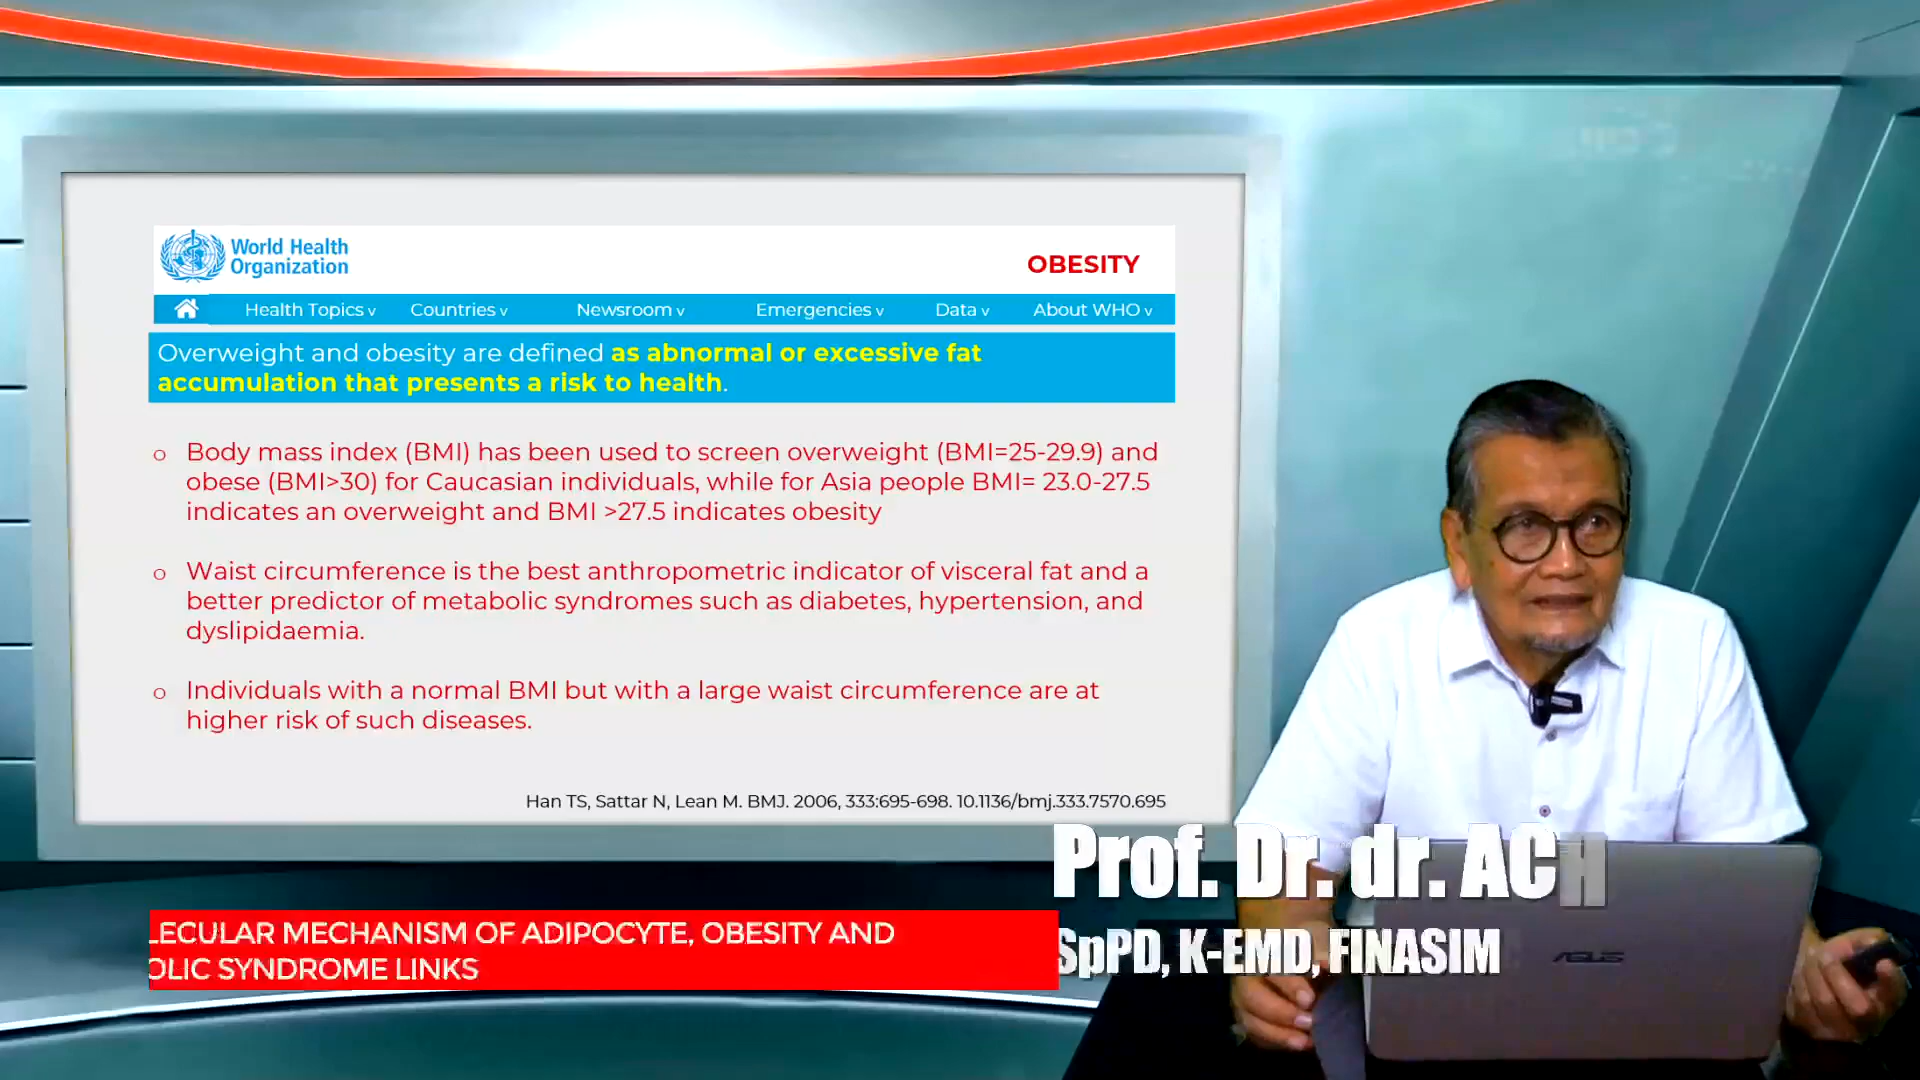 World Health
Organization
OBESITY
Health Topics v Countries v Newsroom v Emergencies v Data v About WHO v
Overweight and obesity are defined as abnormal or excessive fat
accumulation that presents a risk to health.
o Body mass index (BMI) has been used to screen overweight (BMI=25-29.9) and
obese (BMI>30) for Caucasian individuals, while for Asia people BMI= 23.0-27.5
indicates an overweight and BMI >27.5 indicates obesity
o Waist circumference is the best anthropometric indicator of visceral fat and a
better predictor of metabolic syndromes such as diabetes, hypertension, and
dyslipidaemia.
o Individuals with a normal BMI but with a large waist circumference are at
higher risk of such diseases.
Han TS, Sattar N, Lean M. BMJ. 2006, 333:695-698. 10.1136/bmj.333.7570.695
Prof. Dr. dr. ACH
SpPD, K-EMD, FINASIM
LECULAR MECHANISM OF ADIPOCYTE, OBESITY AND
OLIC SYNDROME LINKS
ASUS